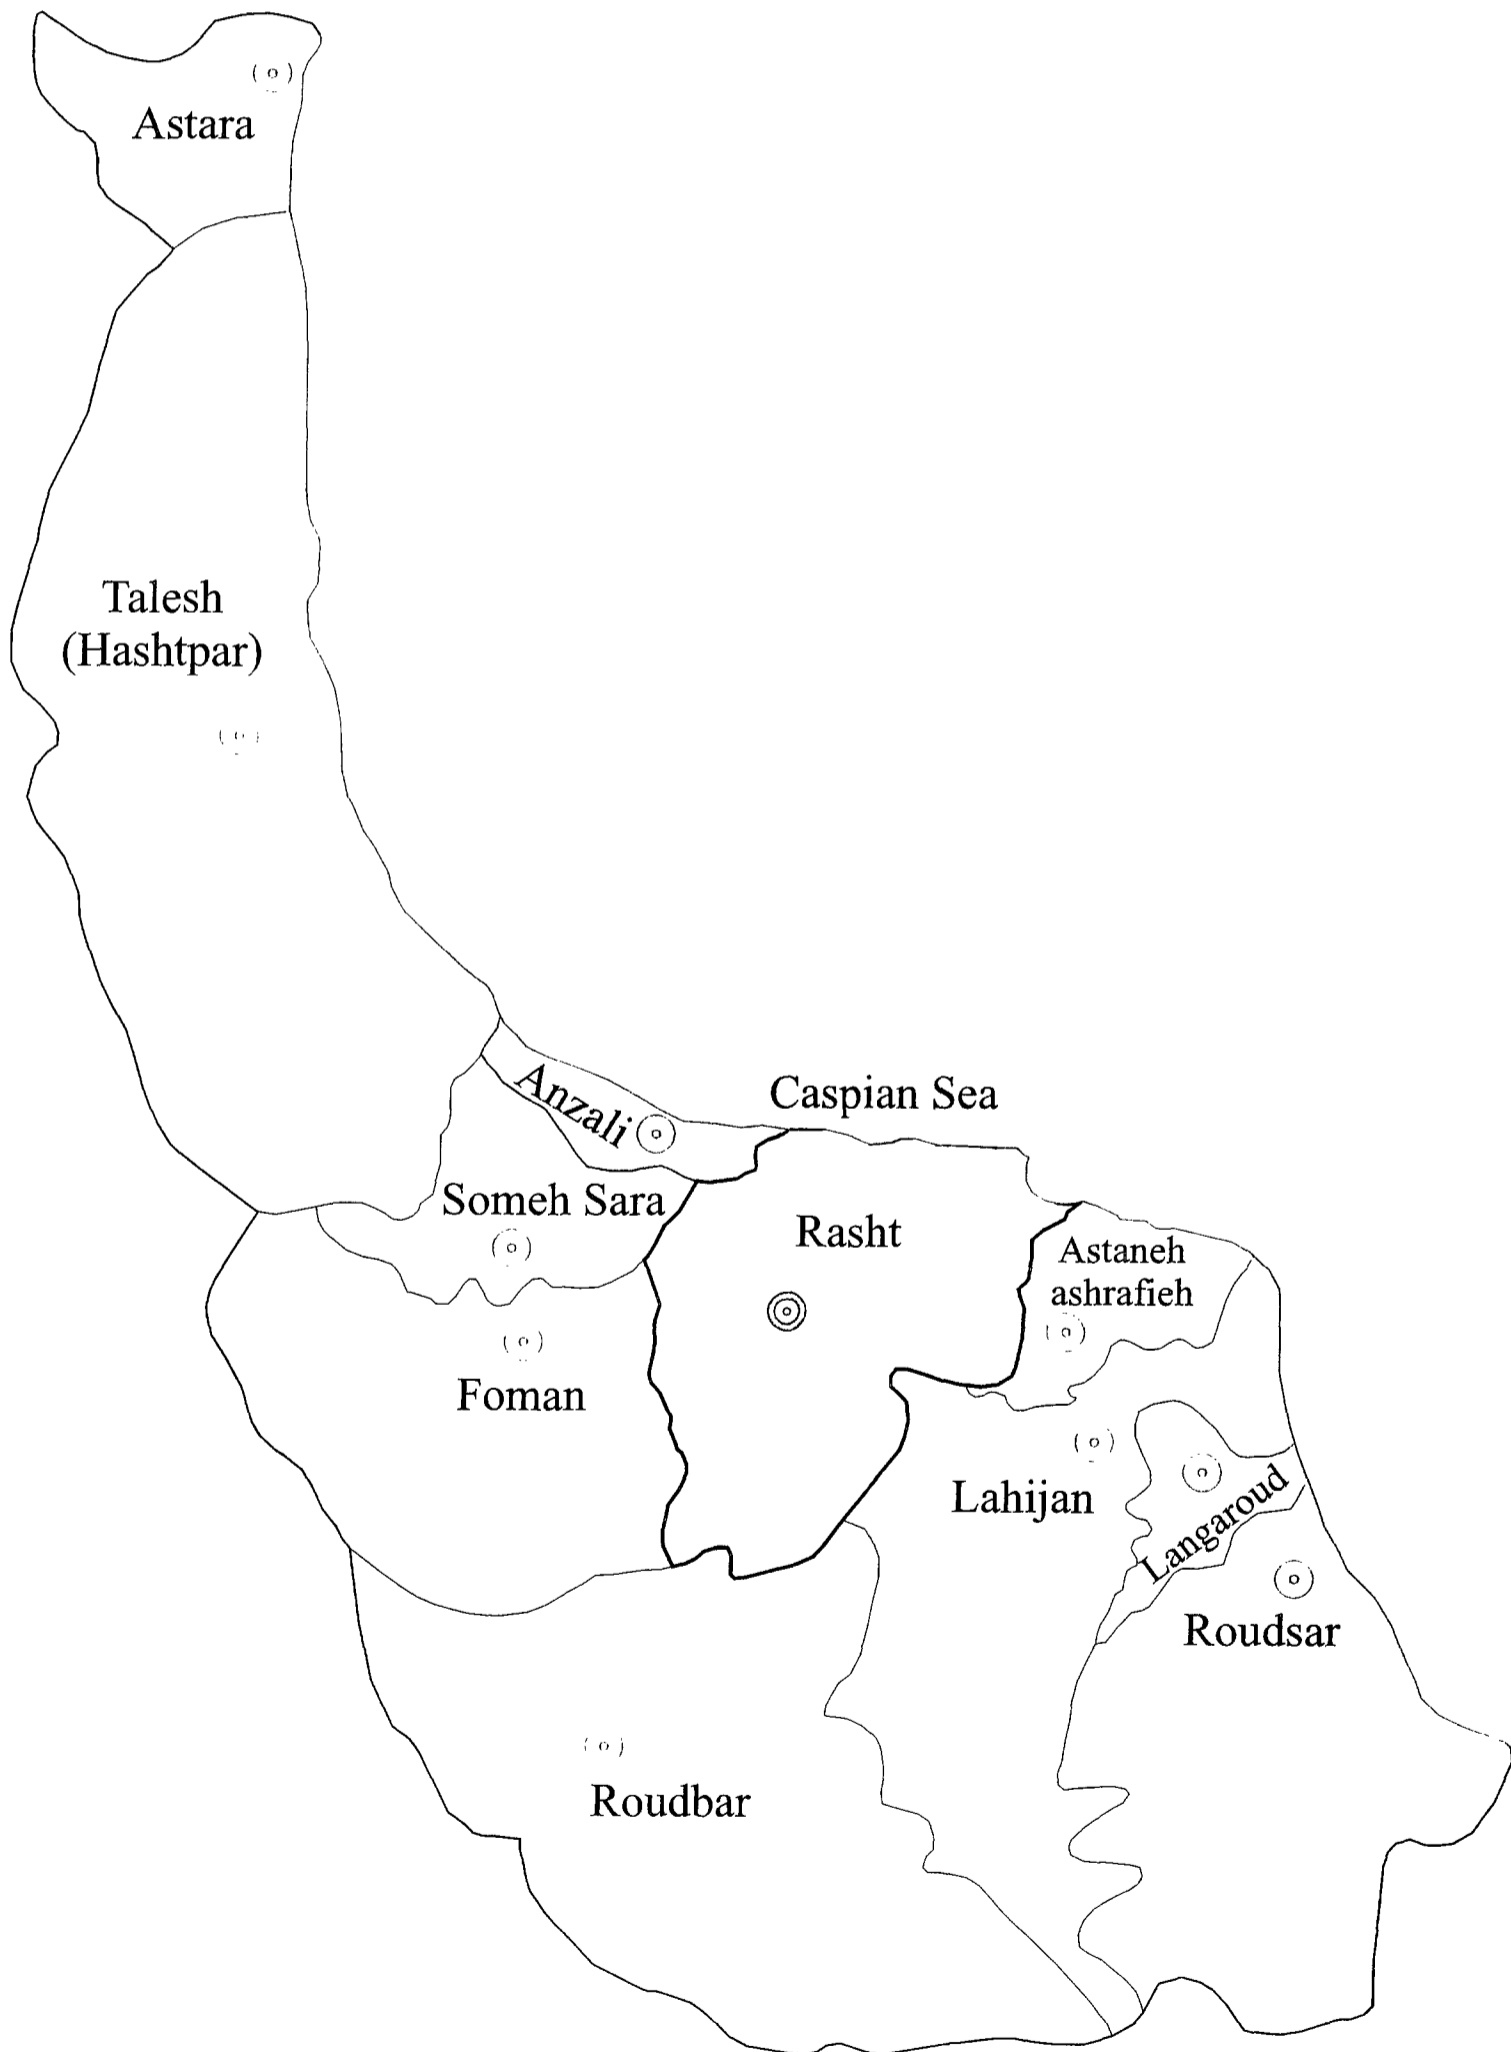 Astara
Talesh
(Hashtpar)
Anzali
Caspian Sea
Someh Sara
Rasht
Astaneh
ashrafieh
Foman
Lahijan
Langaroud
Roudsar
Roudbar